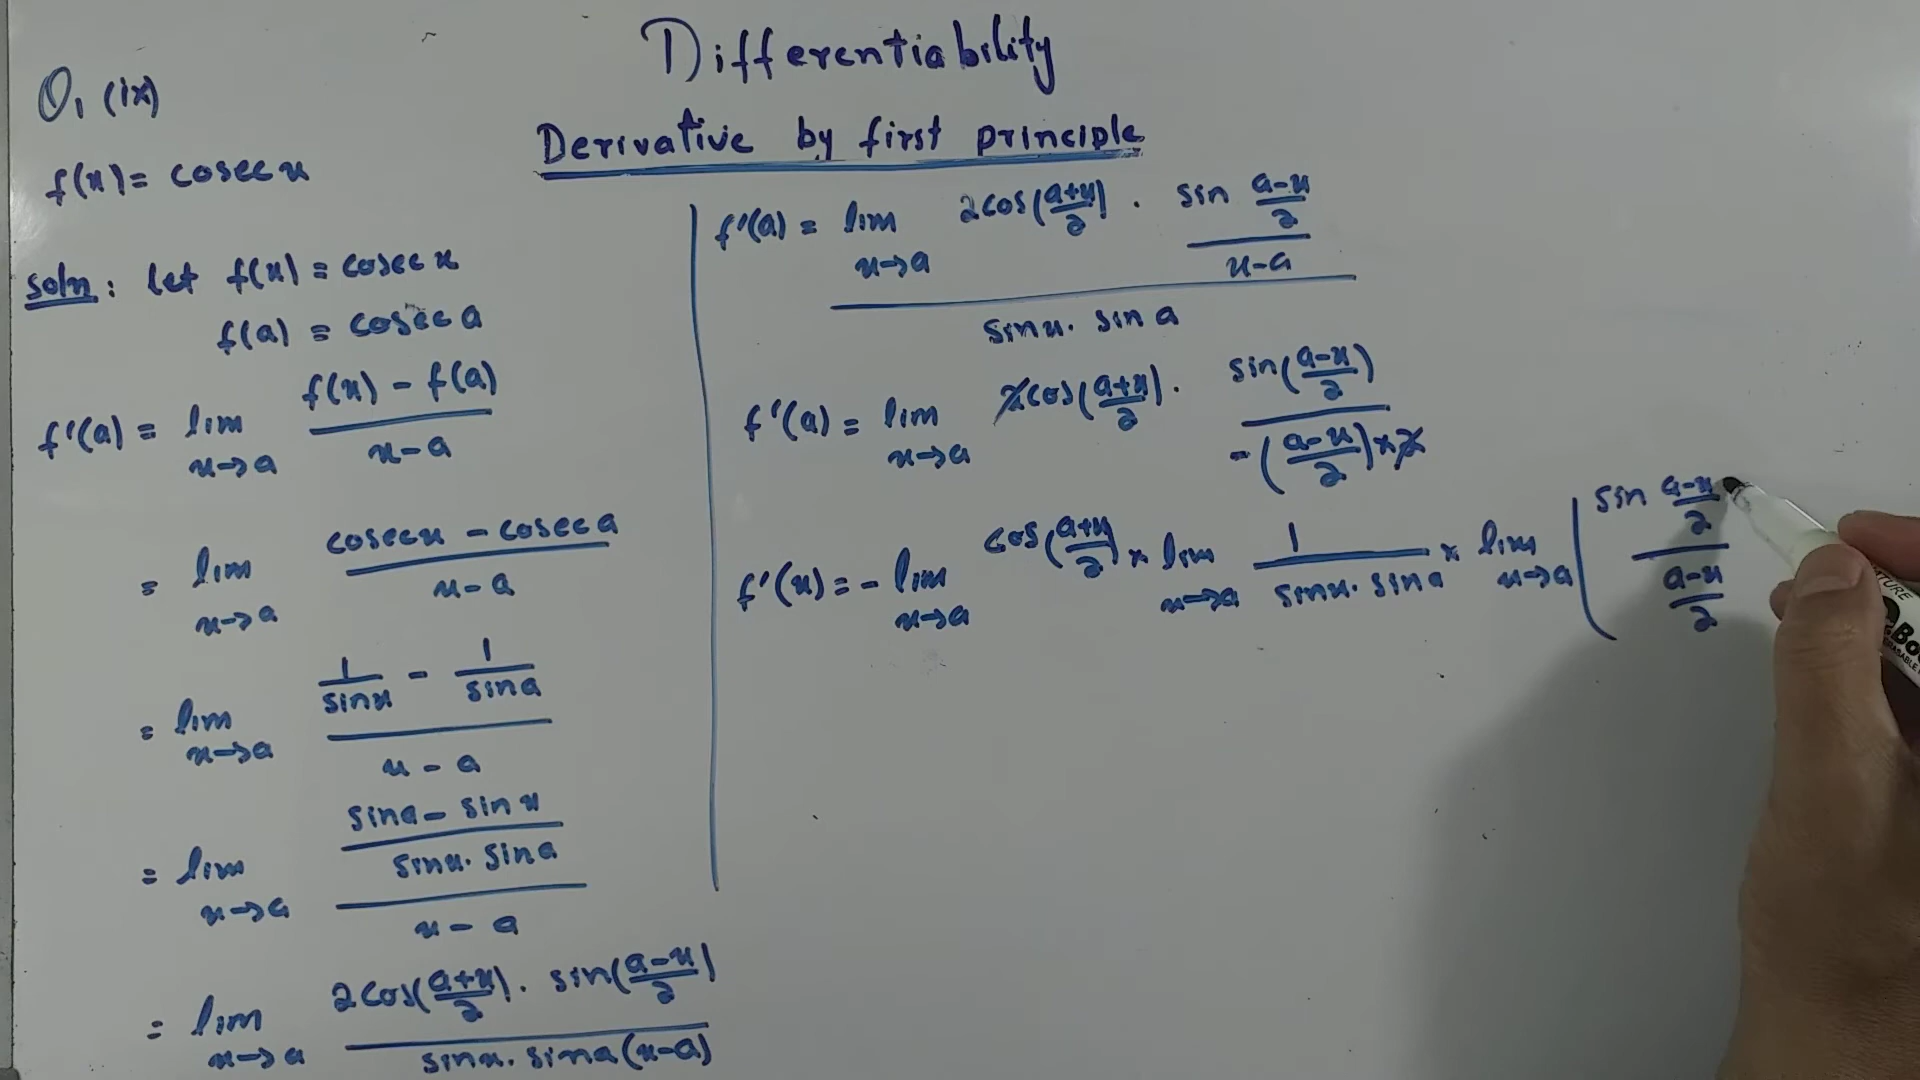 Differentiability
Derivative by first principle
Q1 (ix)
f(x) = cosec x
soln: let f(x) = cosec x
f(a) = cosec a
f'(a) = lim f(x) - f(a)
x→a x-a
= lim cosec x - cosec a
x→a x-a
= lim 1/sin x - 1/sin a
x→a x - a
= lim sin a - sin x
sin x. sin a
x→a x - a
= lim 2cos(a+x/2). sin(a-x/2)
x→a sin x. sin a (x-a)
f'(a) = lim 2cos(a+x/2) . sin a-x/2
x→a x-a
sin x. sin a
f'(a) = lim 2cos(a+x/2). sin(a-x/2)
x→a -(a-x/2)×2
f'(x) = - lim cos(a+x/2) × lim 1 × lim (sin a-x/2
x→a x→a sin x. sin a x→a a-x/2